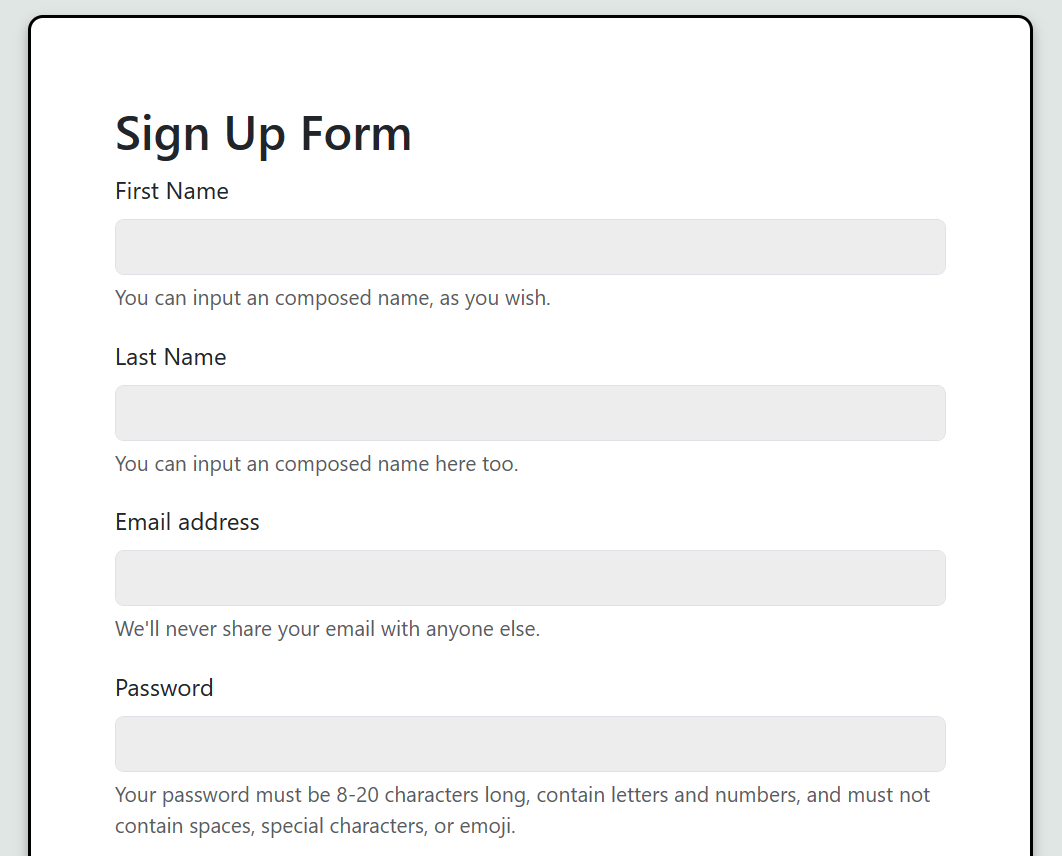 Sign Up Form
First Name
You can input an composed name, as you wish.
Last Name
You can input an composed name here too.
Email address
We'll never share your email with anyone else.
Password
Your password must be 8-20 characters long, contain letters and numbers, and must not
contain spaces, special characters, or emoji.